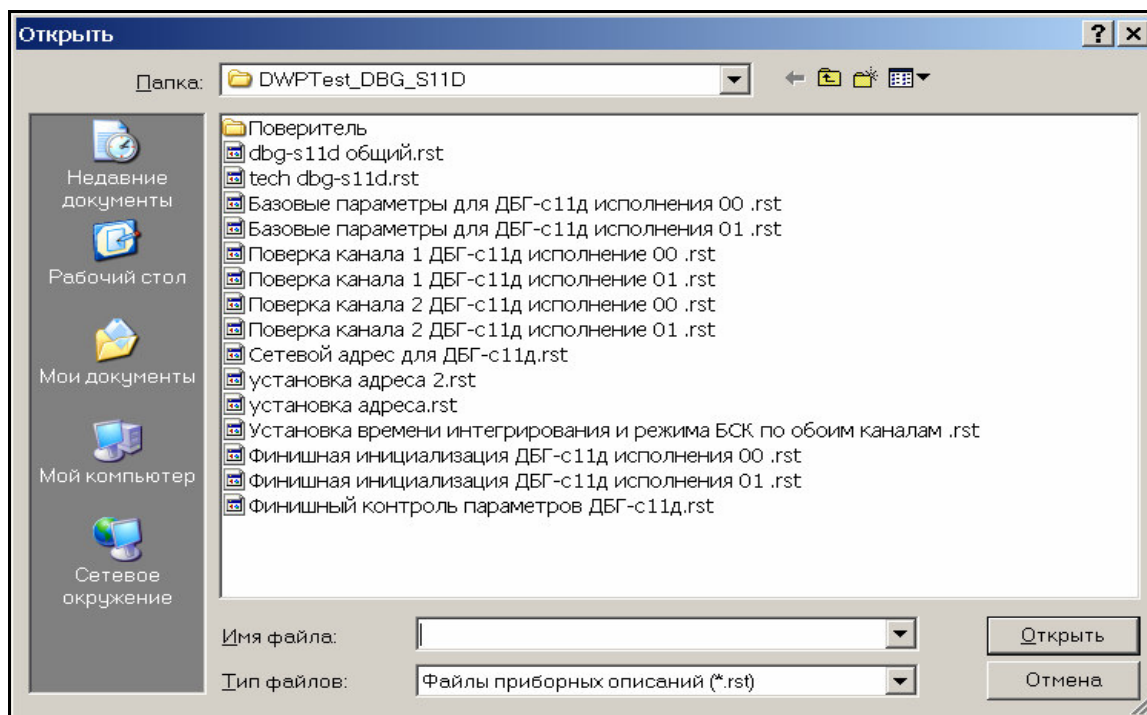 Открыть
Папка: DWPTest_DBG_S11D
Недавние документы
Рабочий стол
Мои документы
Мой компьютер
Сетевое окружение
Поверитель
dbg-s11d общий.rst
tech dbg-s11d.rst
Базовые параметры для ДБГ-с11д исполнения 00 .rst
Базовые параметры для ДБГ-с11д исполнения 01 .rst
Поверка канала 1 ДБГ-с11д исполнение 00 .rst
Поверка канала 1 ДБГ-с11д исполнение 01 .rst
Поверка канала 2 ДБГ-с11д исполнение 00 .rst
Поверка канала 2 ДБГ-с11д исполнение 01 .rst
Сетевой адрес для ДБГ-с11д.rst
установка адреса 2.rst
установка адреса.rst
Установка времени интегрирования и режима БСК по обоим каналам .rst
Финишная инициализация ДБГ-с11д исполнения 00 .rst
Финишная инициализация ДБГ-с11д исполнения 01 .rst
Финишный контроль параметров ДБГ-с11д.rst
Имя файла:
Открыть
Тип файлов: Файлы приборных описаний (*.rst)
Отмена